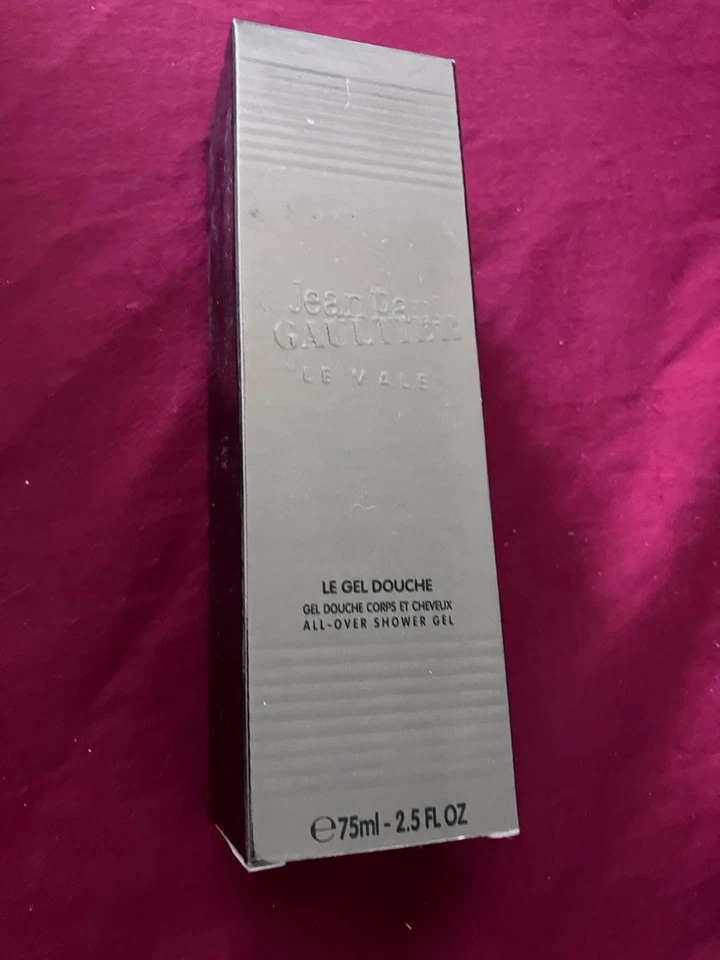 Jean Paul
GAULTIER
"LE MALE"
LE GEL DOUCHE
GEL DOUCHE CORPS ET CHEVEUX
ALL-OVER SHOWER GEL
℮75ml - 2.5 FL OZ